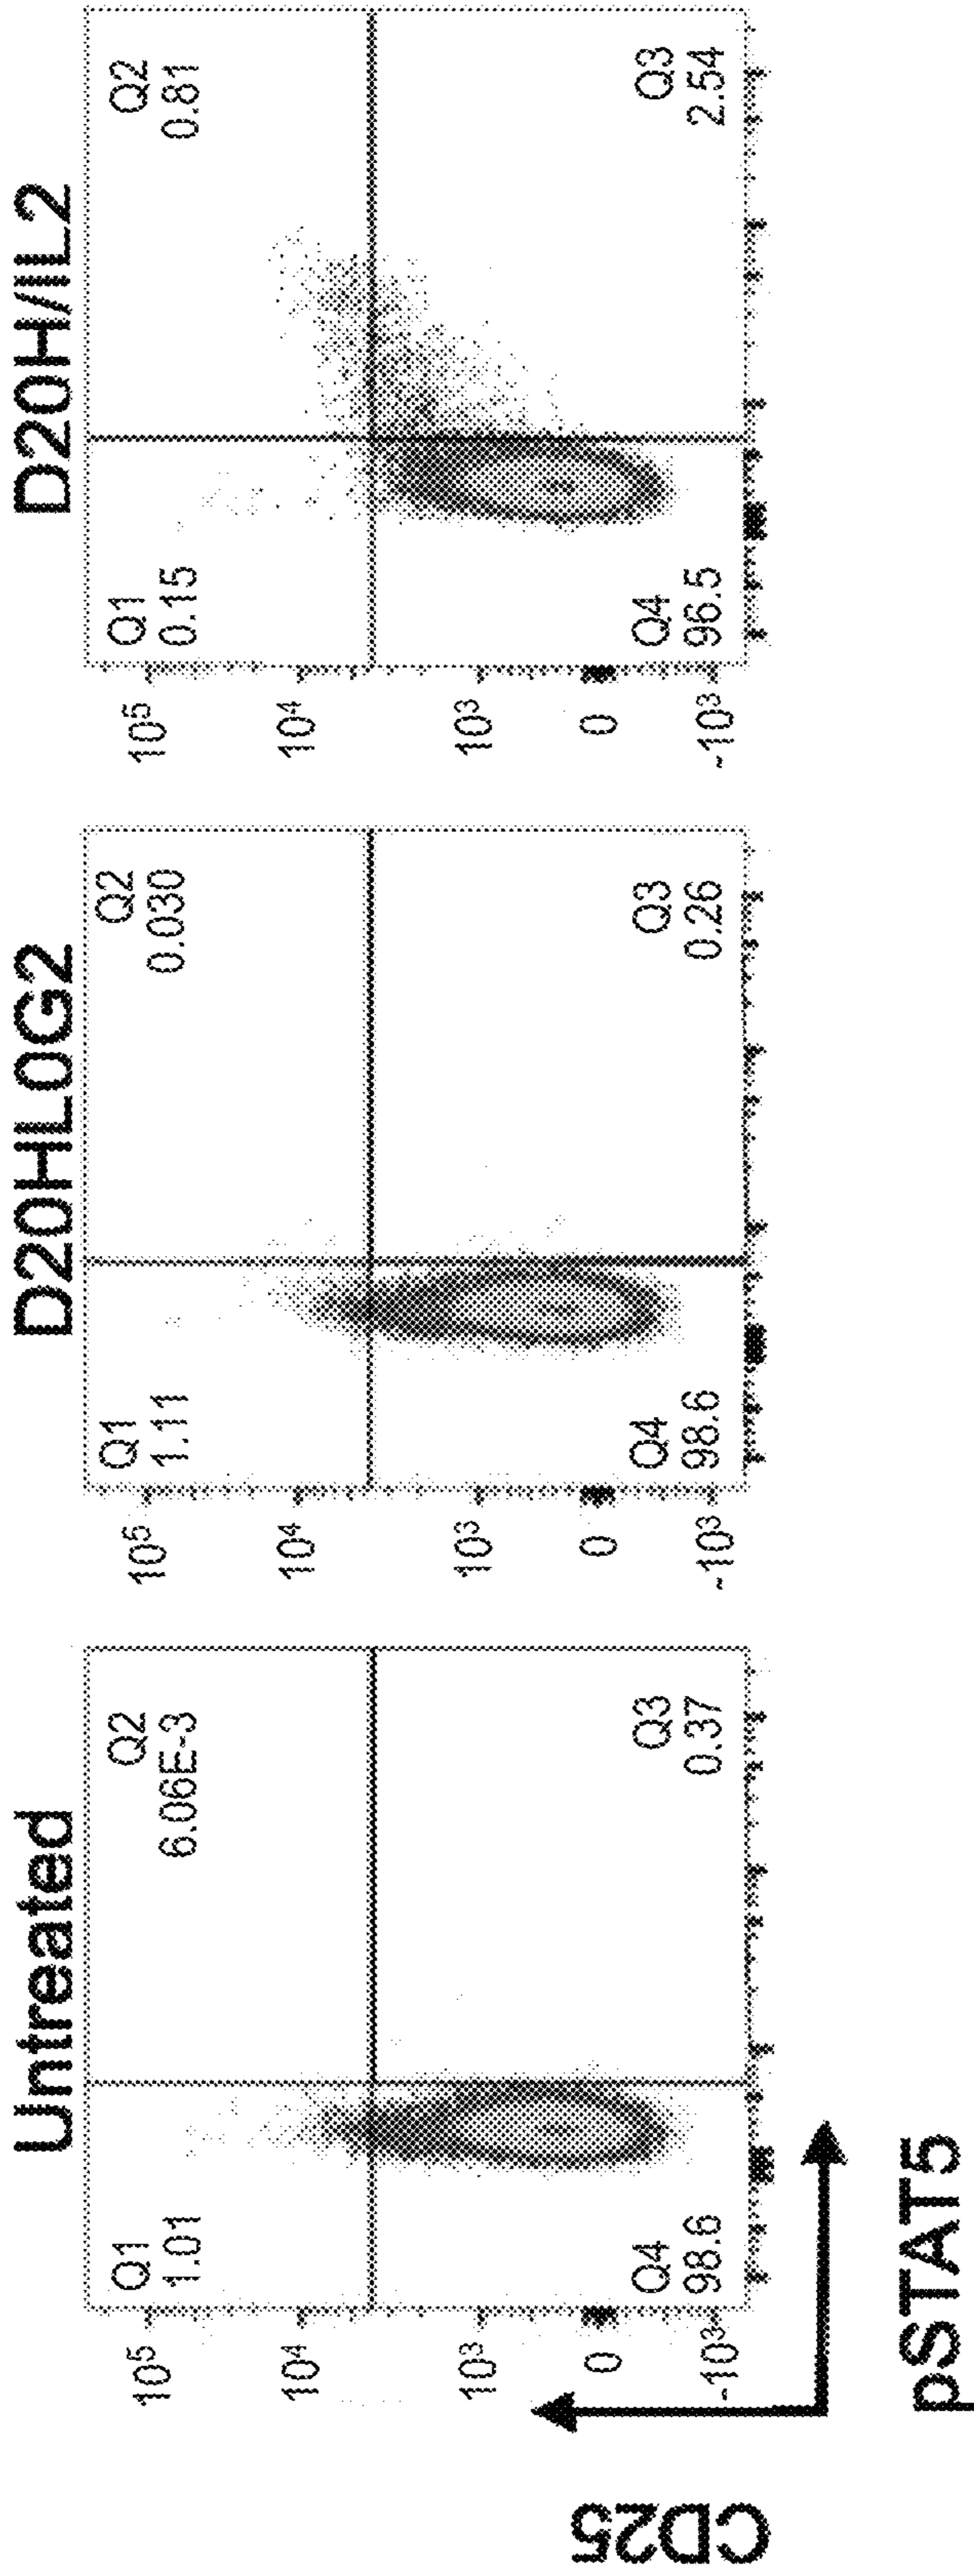 Untreated
Q1
1.01
Q2
6.06E-3
Q4
98.6
Q3
0.37
10⁵
10⁴
10³
0
-10³
D20HL0G2
Q1
1.11
Q2
0.030
Q4
98.6
Q3
0.26
10⁵
10⁴
10³
0
-10³
D20H/IL2
Q1
0.15
Q2
0.81
Q4
96.5
Q3
2.54
10⁵
10⁴
10³
0
-10³
CD25
pSTAT5